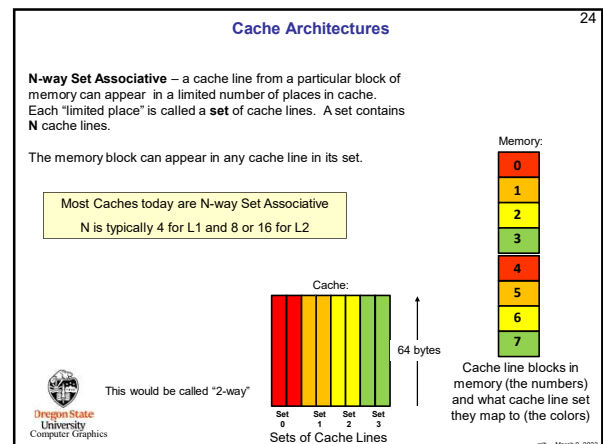 24
Cache Architectures
N-way Set Associative – a cache line from a particular block of
memory can appear in a limited number of places in cache.
Each “limited place” is called a set of cache lines. A set contains
N cache lines.
The memory block can appear in any cache line in its set.
Most Caches today are N-way Set Associative
N is typically 4 for L1 and 8 or 16 for L2
Memory:
0
1
2
3
4
5
6
7
Cache line blocks in
memory (the numbers)
and what cache line set
they map to (the colors)
Cache:
64 bytes
This would be called “2-way”
Set Set Set Set
0 1 2 3
Sets of Cache Lines
Oregon State
University
Computer Graphics